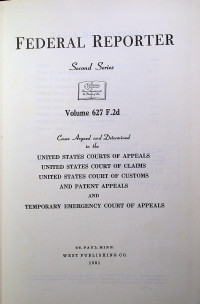 FEDERAL REPORTER
Second Series
Volume 627 F.2d
Cases Argued and Determined
in the
UNITED STATES COURTS OF APPEALS
UNITED STATES COURT OF CLAIMS
UNITED STATES COURT OF CUSTOMS
AND PATENT APPEALS
AND
TEMPORARY EMERGENCY COURT OF APPEALS
ST. PAUL, MINN.
WEST PUBLISHING CO.
1981